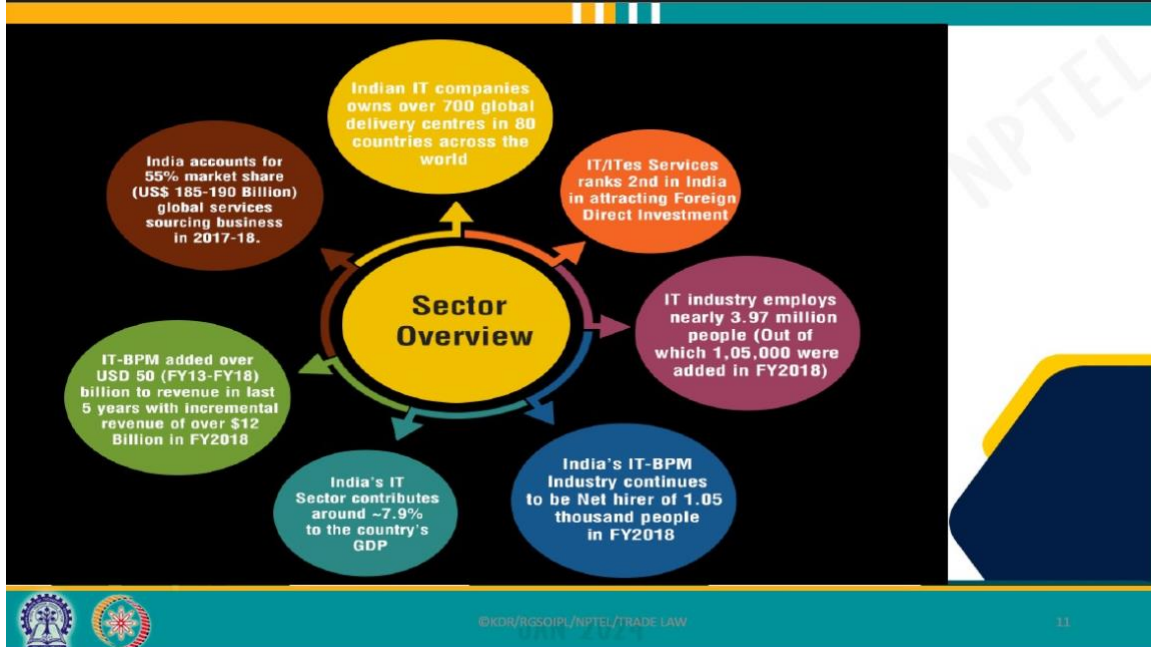 Indian IT companies
owns over 700 global
delivery centres in 80
countries across the
world
India accounts for
55% market share
(US$ 185-190 Billion)
global services
sourcing business
in 2017-18.
IT/ITes Services
ranks 2nd in India
in attracting Foreign
Direct Investment
Sector
Overview
IT industry employs
nearly 3.97 million
people (Out of
which 1,05,000 were
added in FY2018)
IT-BPM added over
USD 50 (FY13-FY18)
billion to revenue in last
5 years with incremental
revenue of over $12
Billion in FY2018
India's IT
Sector contributes
around ~7.9%
to the country's
GDP
India's IT-BPM
Industry continues
to be Net hirer of 1.05
thousand people
in FY2018
NPTEL
©KDR/RGSOIPL/NPTEL/TRADE LAW
JAN 2024
11